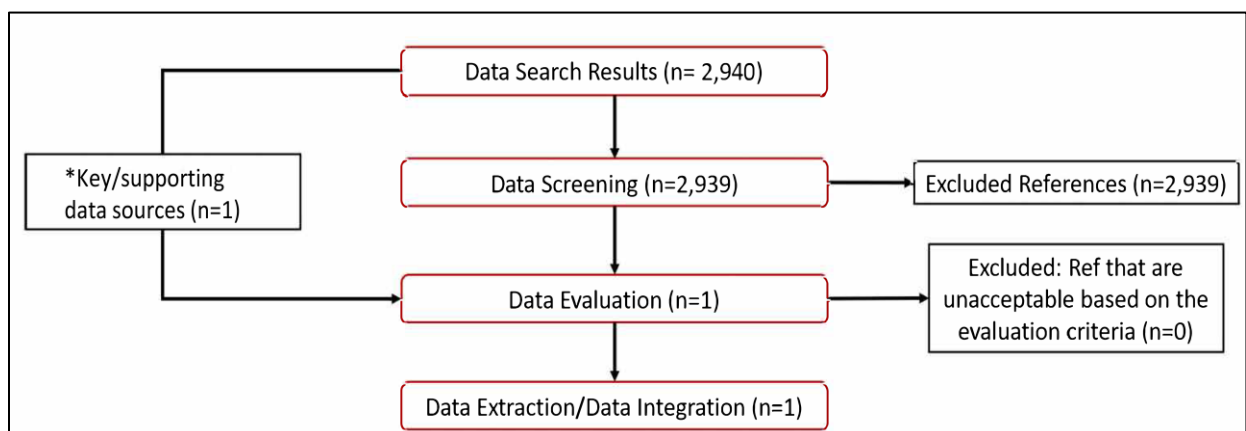 Data Search Results (n= 2,940)
*Key/supporting
data sources (n=1)
Data Screening (n=2,939)
Excluded References (n=2,939)
Data Evaluation (n=1)
Excluded: Ref that are
unacceptable based on the
evaluation criteria (n=0)
Data Extraction/Data Integration (n=1)